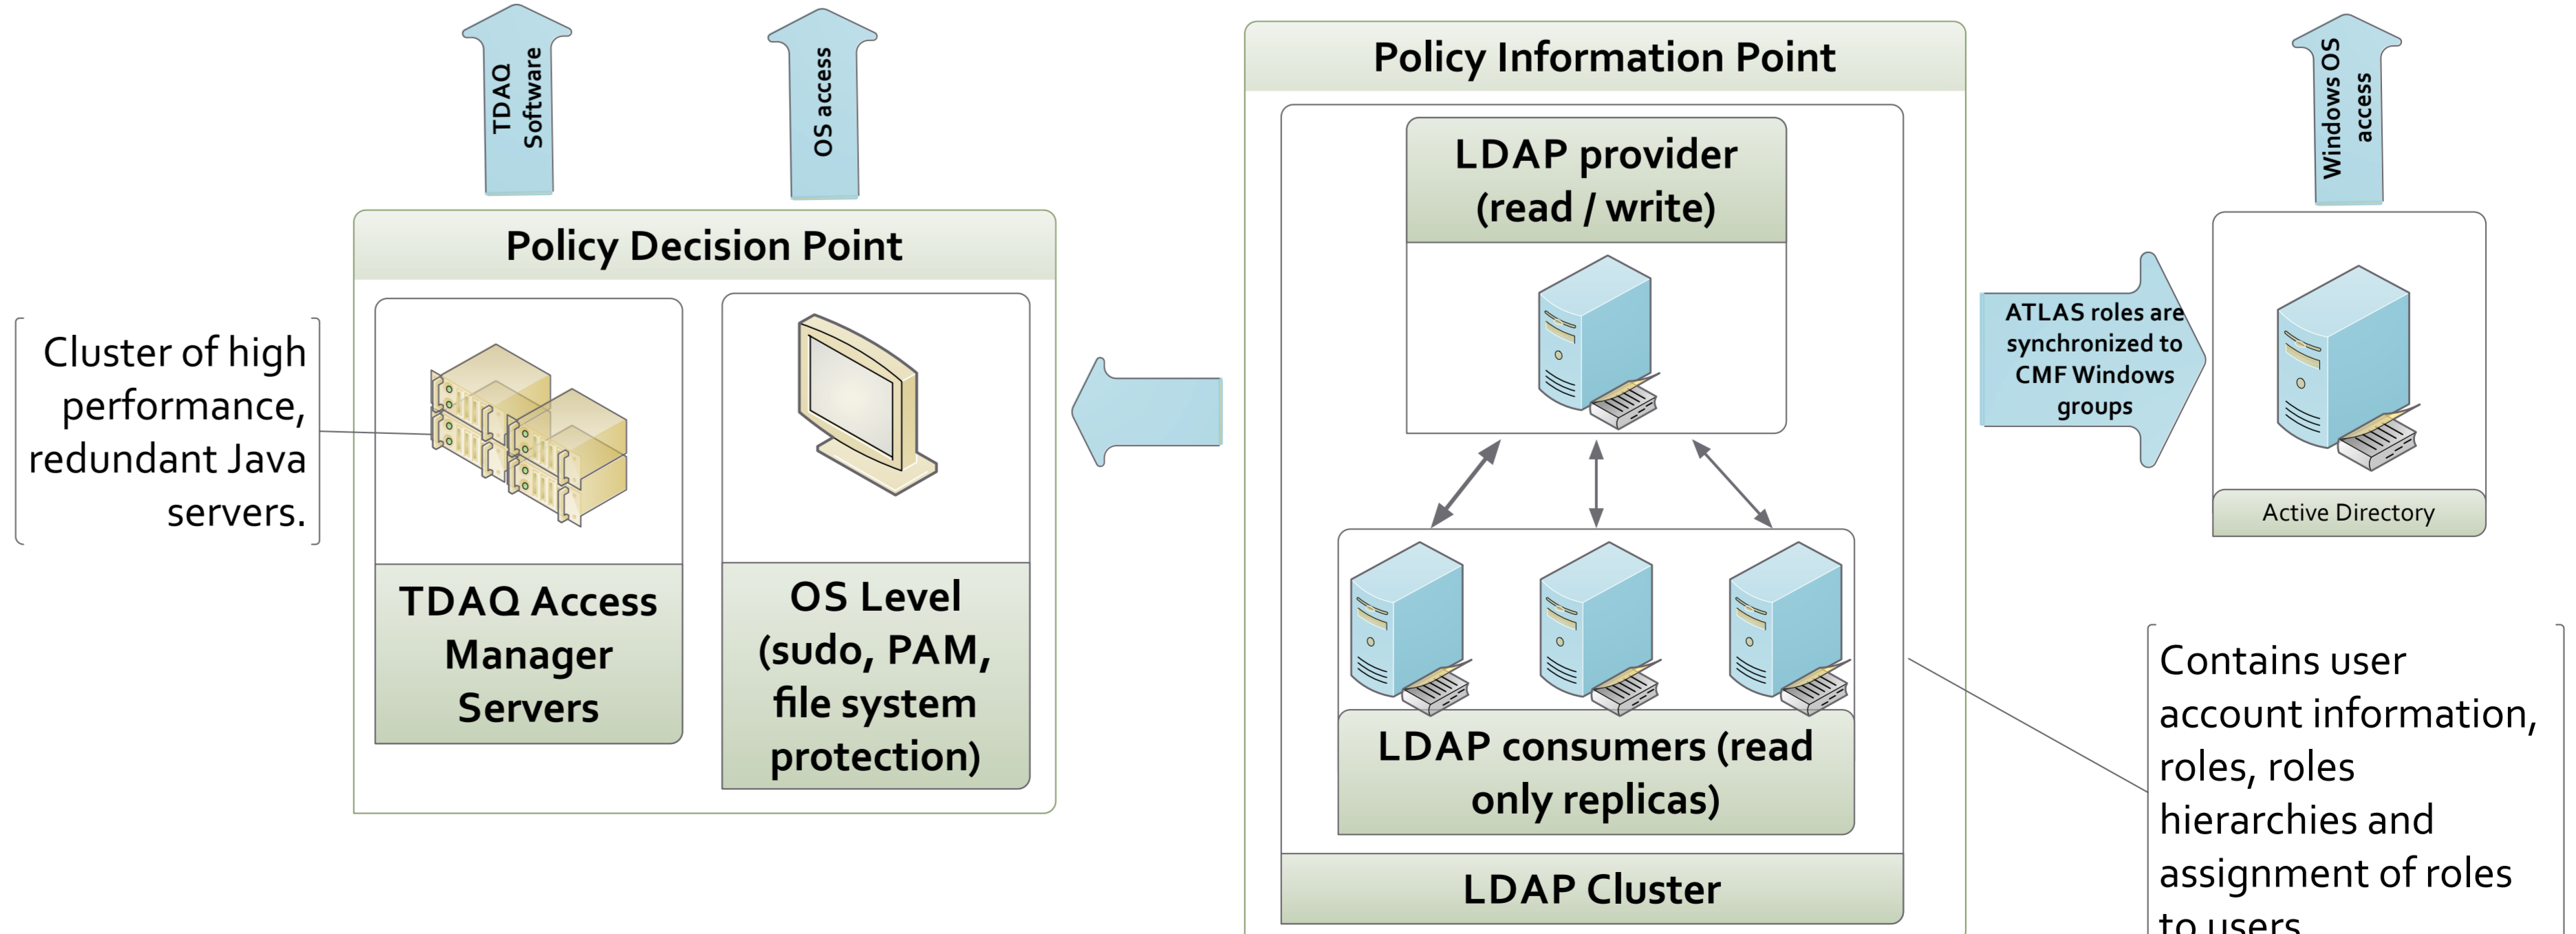 TDAQ
Software
OS access
Policy Information Point
Windows OS
access
LDAP provider
(read / write)
Policy Decision Point
Cluster of high
performance,
redundant Java
servers.
ATLAS roles are
synchronized to
CMF Windows
groups
Active Directory
TDAQ Access
Manager
Servers
OS Level
(sudo, PAM,
file system
protection)
LDAP consumers (read
only replicas)
LDAP Cluster
Contains user
account information,
roles, roles
hierarchies and
assignment of roles
to users